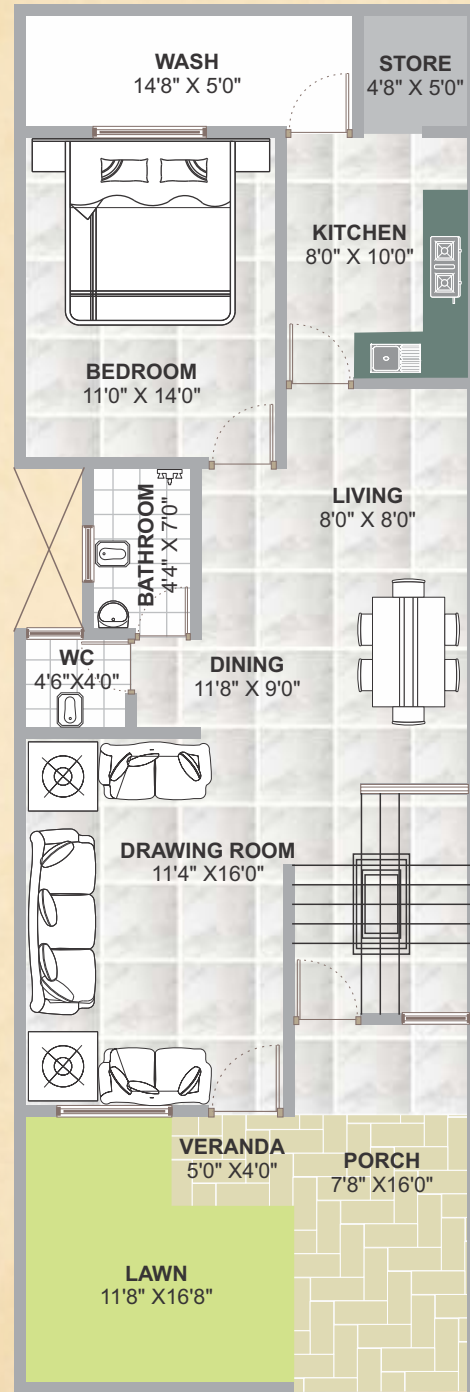 WASH
14'8" X 5'0"
STORE
4'8" X 5'0"
KITCHEN
8'0" X 10'0"
BEDROOM
11'0" X 14'0"
LIVING
8'0" X 8'0"
BATHROOM
4'4" X 7'0"
WC
4'6"X4'0"
DINING
11'8" X 9'0"
DRAWING ROOM
11'4" X16'0"
VERANDA
5'0" X4'0"
PORCH
7'8" X16'0"
LAWN
11'8" X16'8"